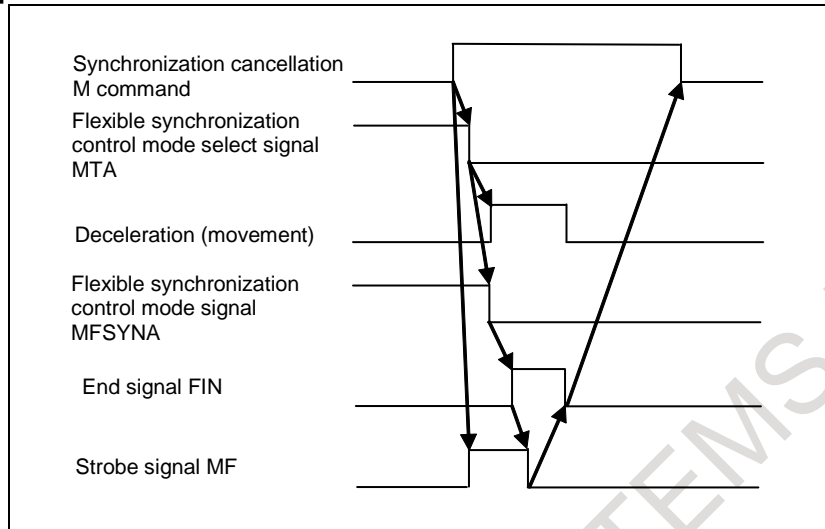 Synchronization cancellation
M command
Flexible synchronization
control mode select signal
MTA
Deceleration (movement)
Flexible synchronization
control mode signal
MFSYNA
End signal FIN
Strobe signal MF